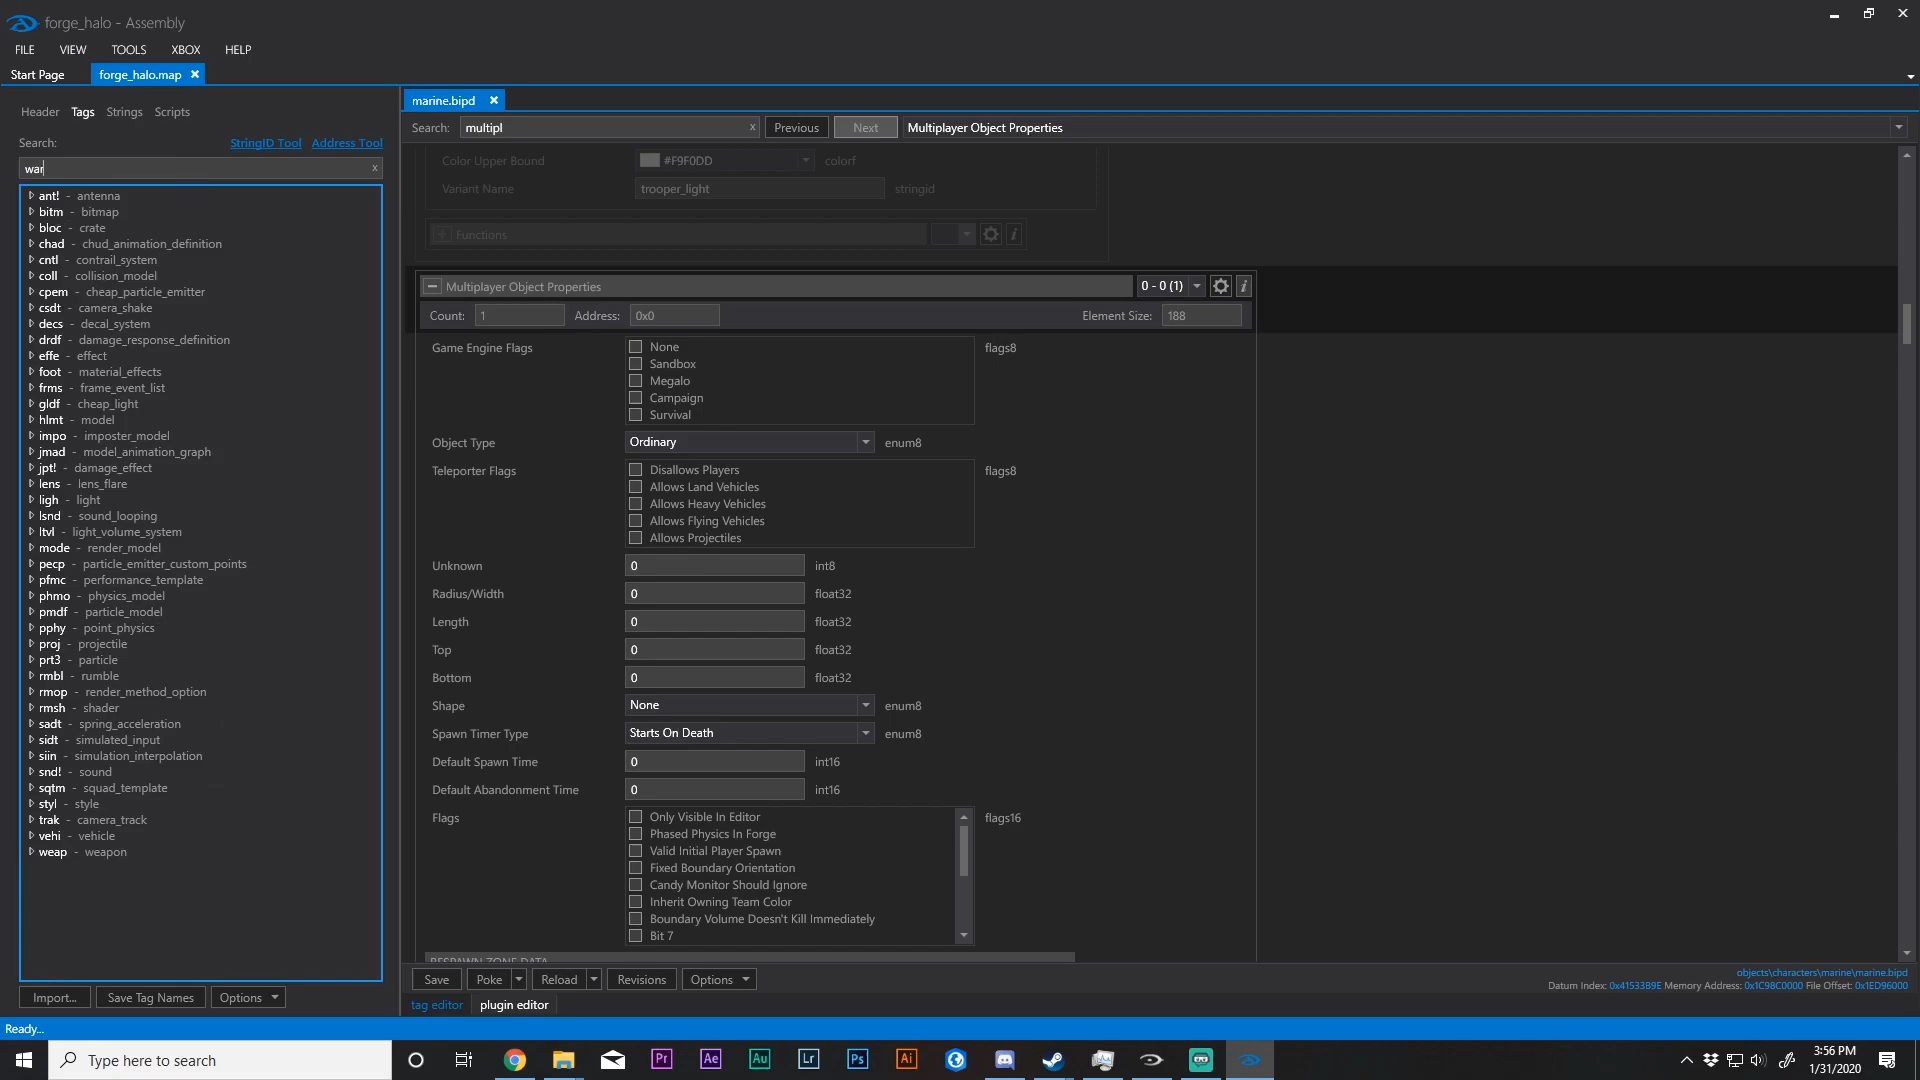 forge_halo - Assembly
FILE VIEW TOOLS XBOX HELP
Start Page forge_halo.map
Header Tags Strings Scripts
Search: StringID Tool Address Tool
war x
ant! - antenna
bitm - bitmap
bloc - crate
chad - chud_animation_definition
cntl - contrail_system
coll - collision_model
cpem - cheap_particle_emitter
csdt - camera_shake
decs - decal_system
drdf - damage_response_definition
effe - effect
foot - material_effects
frms - frame_event_list
gldf - cheap_light
hlmt - model
impo - imposter_model
jmad - model_animation_graph
jpt! - damage_effect
lens - lens_flare
ligh - light
lsnd - sound_looping
ltvl - light_volume_system
mode - render_model
pecp - particle_emitter_custom_points
pfmc - performance_template
phmo - physics_model
pmdf - particle_model
pphy - point_physics
proj - projectile
prt3 - particle
rmbl - rumble
rmop - render_method_option
rmsh - shader
sadt - spring_acceleration
sidt - simulated_input
siin - simulation_interpolation
snd! - sound
sqtm - squad_template
styl - style
trak - camera_track
vehi - vehicle
weap - weapon
Import... Save Tag Names Options
marine.bipd
Search: multipl x Previous Next Multiplayer Object Properties
Color Upper Bound #F9F0DD colorf
Variant Name trooper_light stringid
Functions
Multiplayer Object Properties 0 - 0 (1)
Count: 1 Address: 0x0 Element Size: 188
Game Engine Flags None flags8
Sandbox
Megalo
Campaign
Survival
Object Type Ordinary enum8
Teleporter Flags Disallows Players flags8
Allows Land Vehicles
Allows Heavy Vehicles
Allows Flying Vehicles
Allows Projectiles
Unknown 0 int8
Radius/Width 0 float32
Length 0 float32
Top 0 float32
Bottom 0 float32
Shape None enum8
Spawn Timer Type Starts On Death enum8
Default Spawn Time 0 int16
Default Abandonment Time 0 int16
Flags Only Visible In Editor flags16
Phased Physics In Forge
Valid Initial Player Spawn
Fixed Boundary Orientation
Candy Monitor Should Ignore
Inherit Owning Team Color
Boundary Volume Doesn't Kill Immediately
Bit 7
RESPAWN ZONE DATA
Save Poke Reload Revisions Options
objects\characters\marine\marine.bipd
Datum Index: 0x41533B9E Memory Address: 0x1C98C0000 File Offset: 0x1ED96000
tag editor plugin editor
Ready...
Type here to search
Pr Ae Au Lr Ps Ai
3:56 PM
1/31/2020